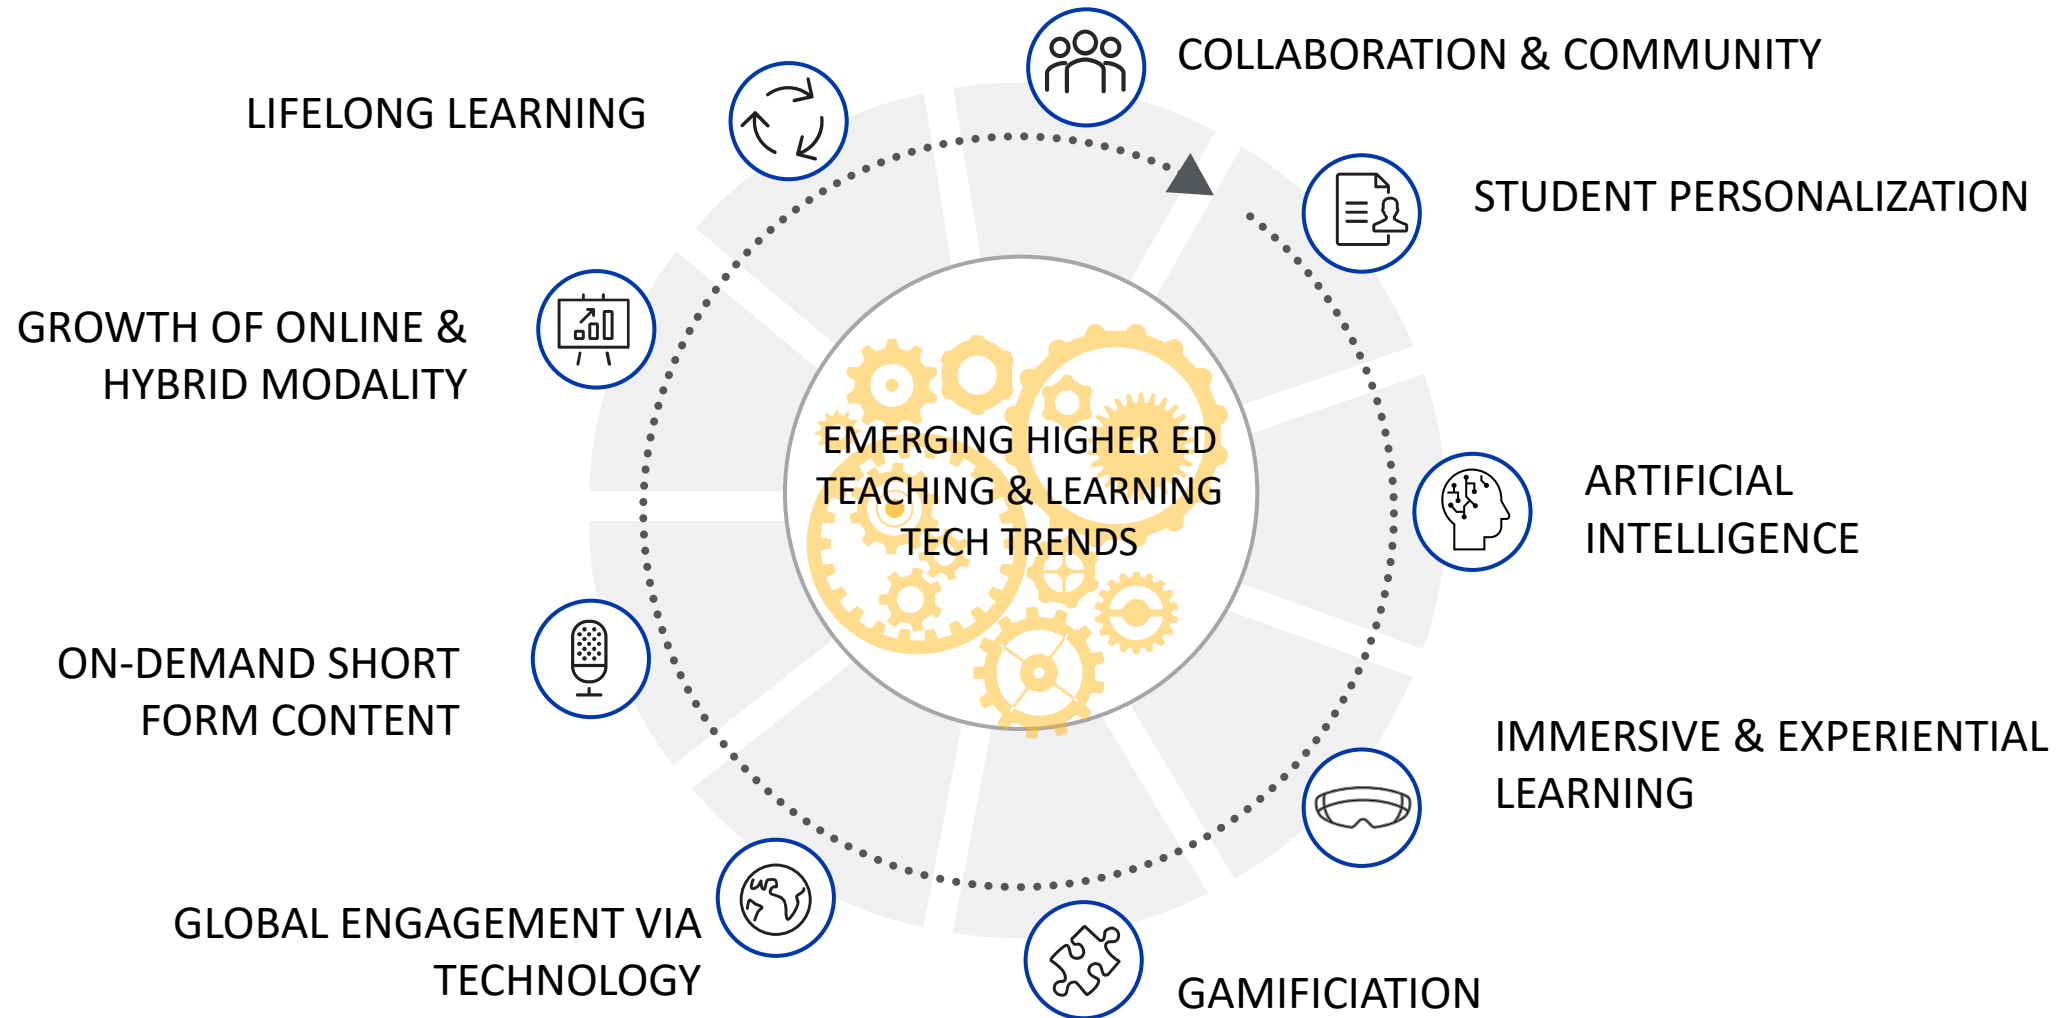 COLLABORATION & COMMUNITY
STUDENT PERSONALIZATION
ARTIFICIAL
INTELLIGENCE
IMMERSIVE & EXPERIENTIAL
LEARNING
GAMIFICIATION
GLOBAL ENGAGEMENT VIA
TECHNOLOGY
ON-DEMAND SHORT
FORM CONTENT
GROWTH OF ONLINE &
HYBRID MODALITY
LIFELONG LEARNING
EMERGING HIGHER ED
TEACHING & LEARNING
TECH TRENDS